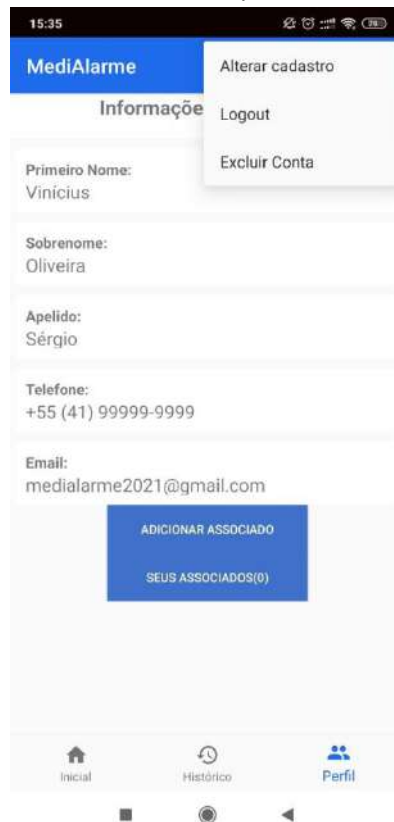 15:35
78
MediAlarme
Alterar cadastro
Informaçõe
Logout
Excluir Conta
Primeiro Nome:
Vinícius
Sobrenome:
Oliveira
Apelido:
Sérgio
Telefone:
+55 (41) 99999-9999
Email:
medialarme2021@gmail.com
ADICIONAR ASSOCIADO
SEUS ASSOCIADOS(0)
Inicial
Histórico
Perfil